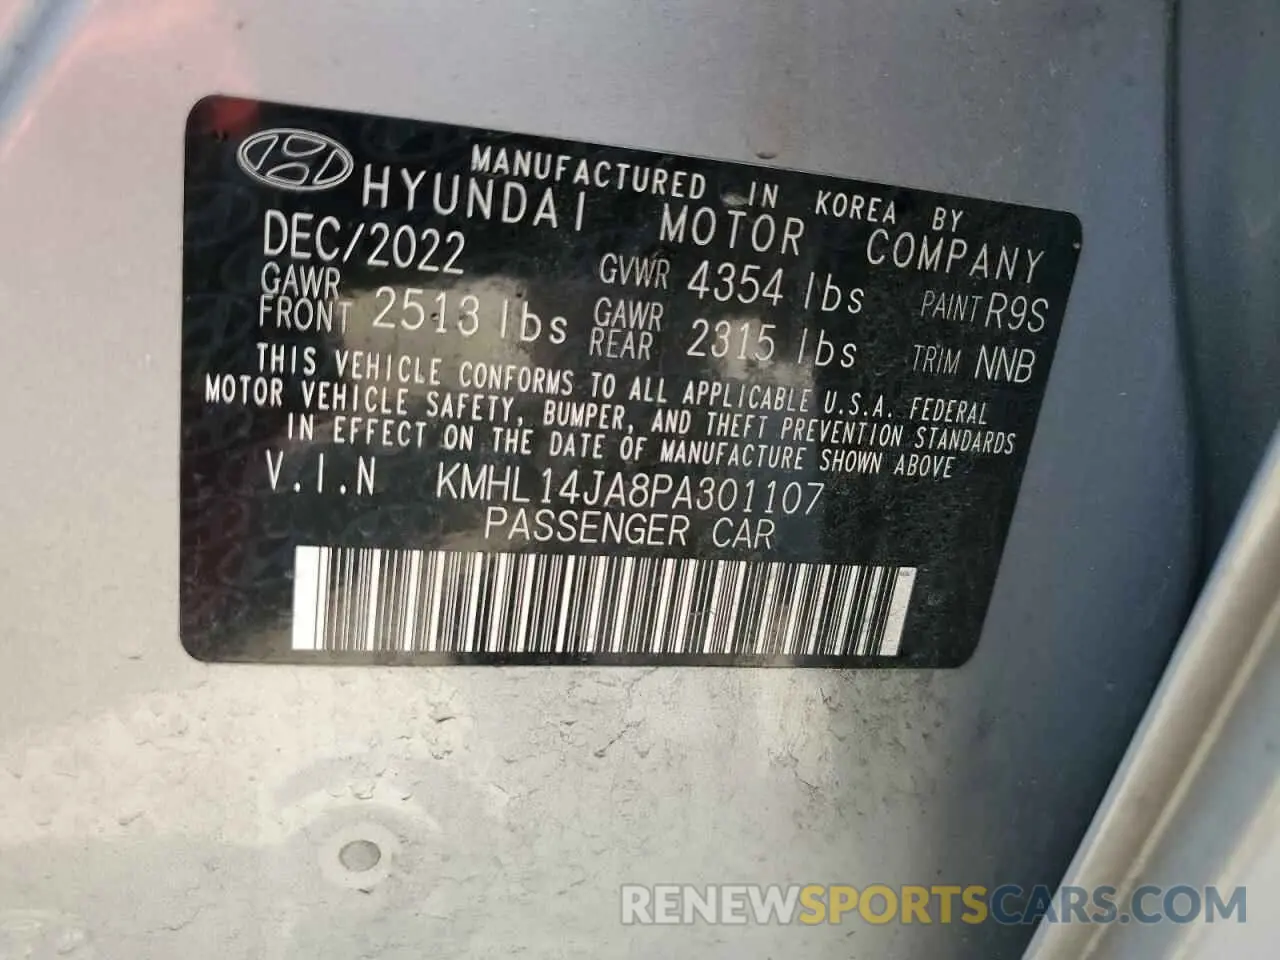 MANUFACTURED IN KOREA BY
HYUNDAI MOTOR COMPANY
DEC/2022 GVWR 4354 lbs PAINT R9S
GAWR FRONT 2513 lbs GAWR REAR 2315 lbs TRIM NNB
THIS VEHICLE CONFORMS TO ALL APPLICABLE U.S.A. FEDERAL
MOTOR VEHICLE SAFETY, BUMPER, AND THEFT PREVENTION STANDARDS
IN EFFECT ON THE DATE OF MANUFACTURE SHOWN ABOVE
V.I.N KMHL14JA8PA301107
PASSENGER CAR
RENEWSPORTSCARS.COM